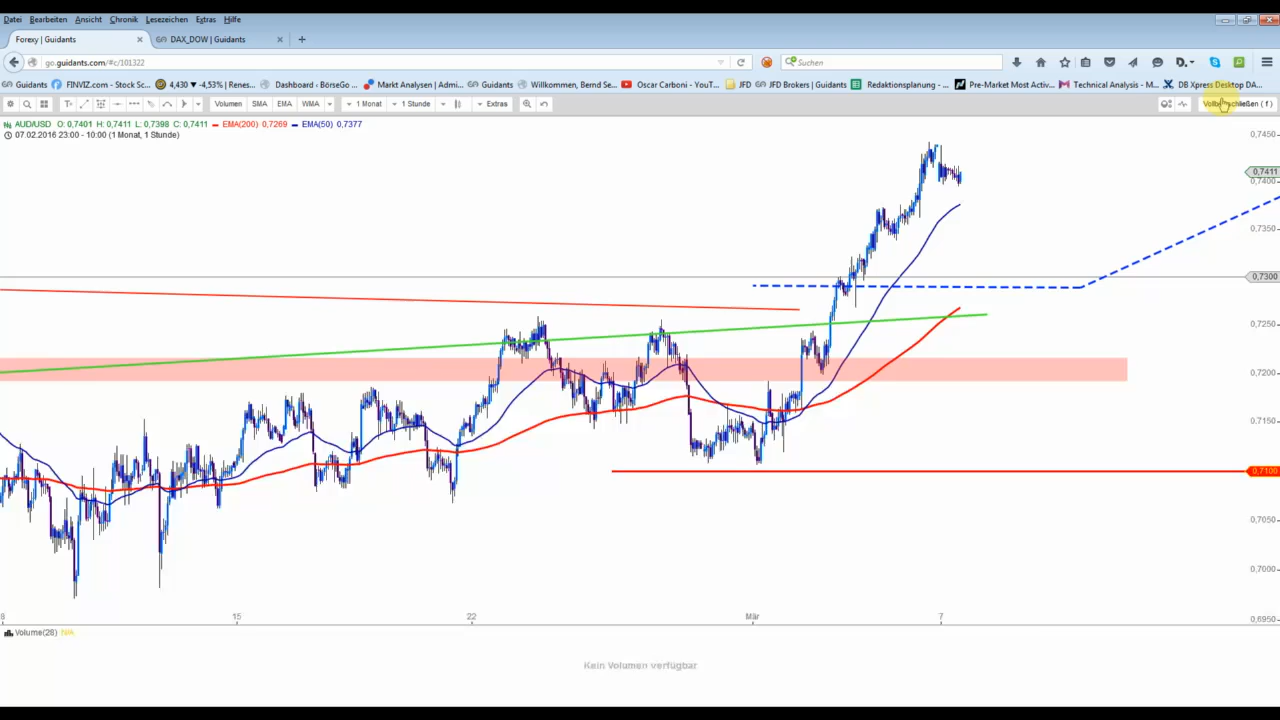 Datei Bearbeiten Ansicht Chronik Lesezeichen Extras Hilfe
Forexy | Guidants × DAX_DOW | Guidants × +
go.guidants.com/#c/101322 Suchen
Guidants FINVIZ.com 4,430 ▼ -4,53% | Renes... Dashboard ‹ BörseGo... Markt Analysen | Admi... Guidants Willkommen, Bernd Se... Oscar Carboni - YouT... JFD JFD Brokers | Guidants Redaktionsplanung - ... Pre-Market Most Activ... Technical Analysis - M... DB Xpress Desktop DA...
Volumen SMA EMA WMA 1 Monat 1 Stunde Extras (f)
AUD/USD O: 0,7401 H: 0,7411 L: 0,7398 C: 0,7411 EMA(200) 0,7269 EMA(50) 0,7377
07.02.2016 23:00 - 10:00 (1 Monat, 1 Stunde)
0,7450
0,7411
0,7400
0,7350
0,7300
0,7250
0,7200
0,7150
0,7100
0,7050
0,7000
0,6950
8 15 22 Mär 7
Volume(28) N/A
Kein Volumen verfügbar